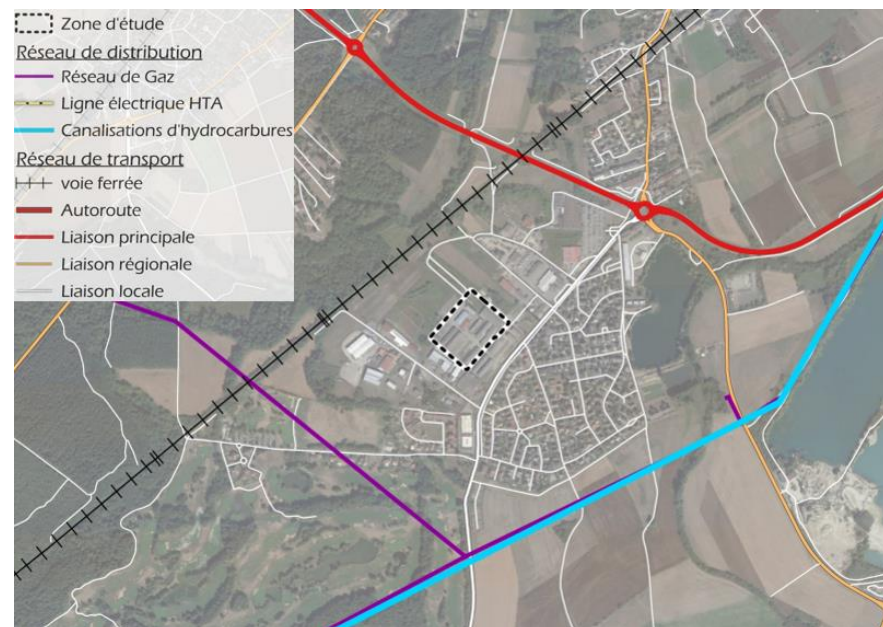 Zone d'étude
Réseau de distribution
Réseau de Gaz
Ligne électrique HTA
Canalisations d'hydrocarbures
Réseau de transport
voie ferrée
Autoroute
Liaison principale
Liaison régionale
Liaison locale